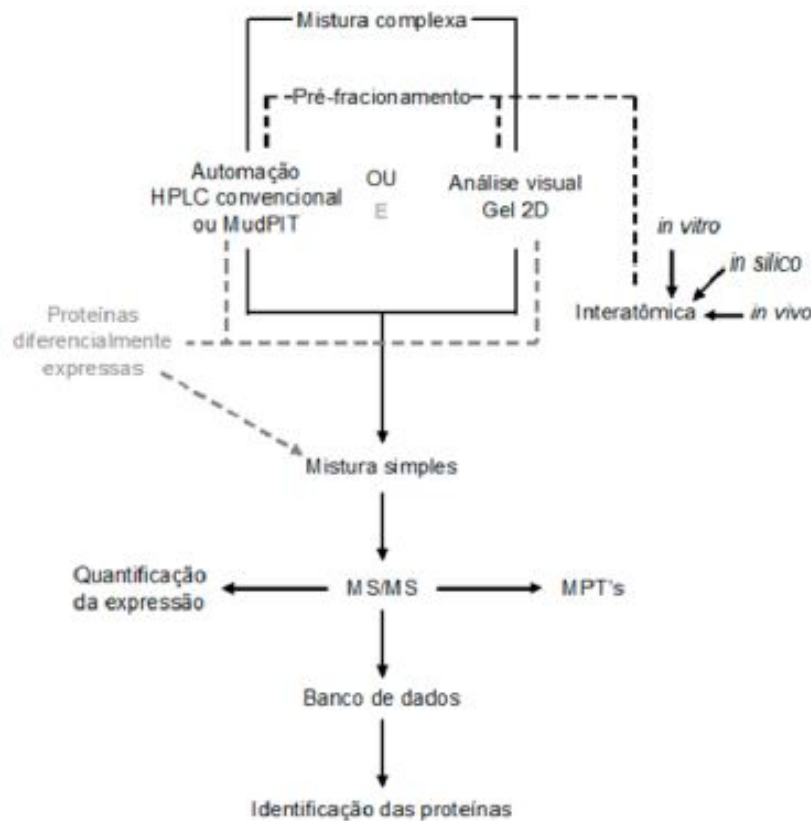 Mistura complexa
Pré-fracionamento
Automação
HPLC convencional
ou MudPIT
OU
E
Análise visual
Gel 2D
in vitro
in silico
in vivo
Interatômica
Proteínas
diferencialmente
expressas
Mistura simples
Quantificação
da expressão
MS/MS
MPT's
Banco de dados
Identificação das proteínas